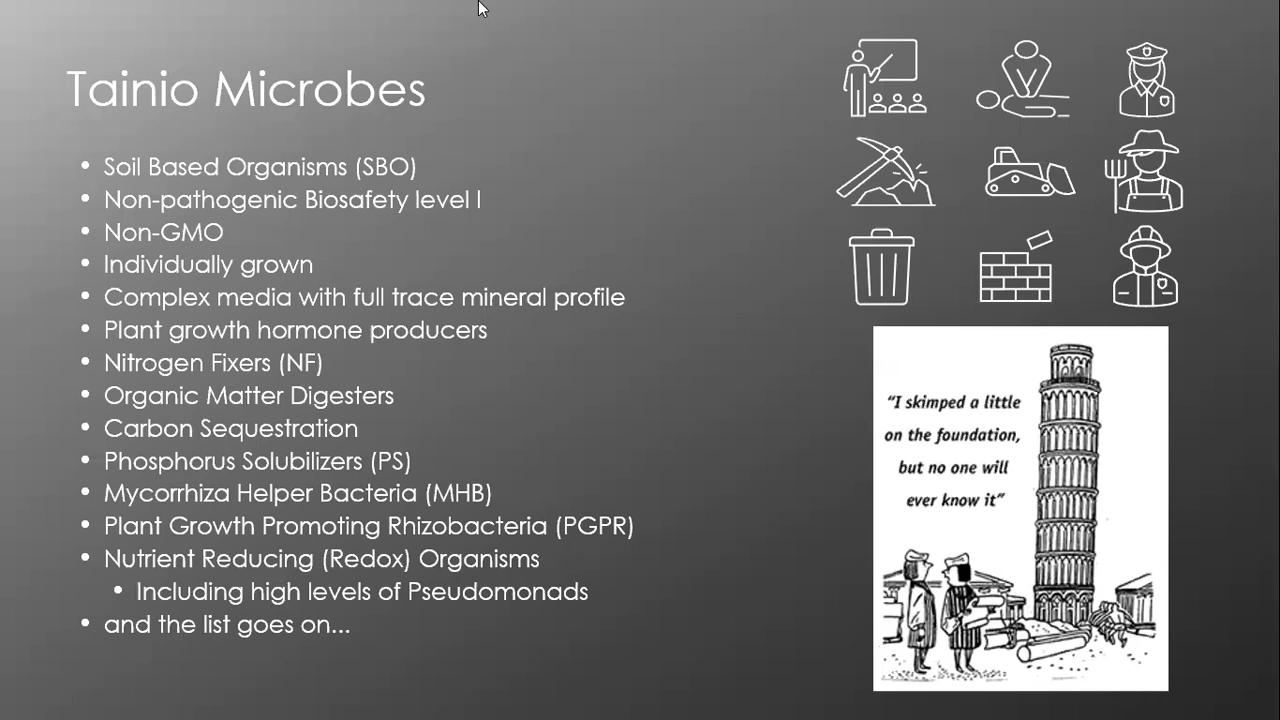 Tainio Microbes
• Soil Based Organisms (SBO)
• Non-pathogenic Biosafety level I
• Non-GMO
• Individually grown
• Complex media with full trace mineral profile
• Plant growth hormone producers
• Nitrogen Fixers (NF)
• Organic Matter Digesters
• Carbon Sequestration
• Phosphorus Solubilizers (PS)
• Mycorrhiza Helper Bacteria (MHB)
• Plant Growth Promoting Rhizobacteria (PGPR)
• Nutrient Reducing (Redox) Organisms
• Including high levels of Pseudomonads
• and the list goes on...
“I skimped a little
on the foundation,
but no one will
ever know it”